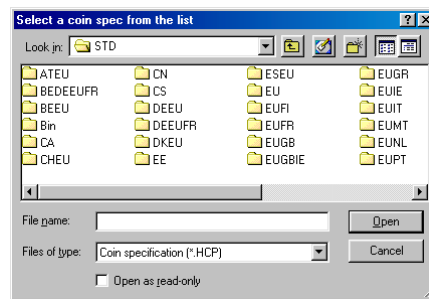 Select a coin spec from the list
Look in: STD
ATEU CN ESEU EUGR
BEDEEUFR CS EU EUIE
BEEU DEEU EUFI EUIT
Bin DEEUFR EUFR EUMT
CA DKEU EUGB EUNL
CHEU EE EUGBIE EUPT
File name: Open
Files of type: Coin specification (*.HCP) Cancel
Open as read-only